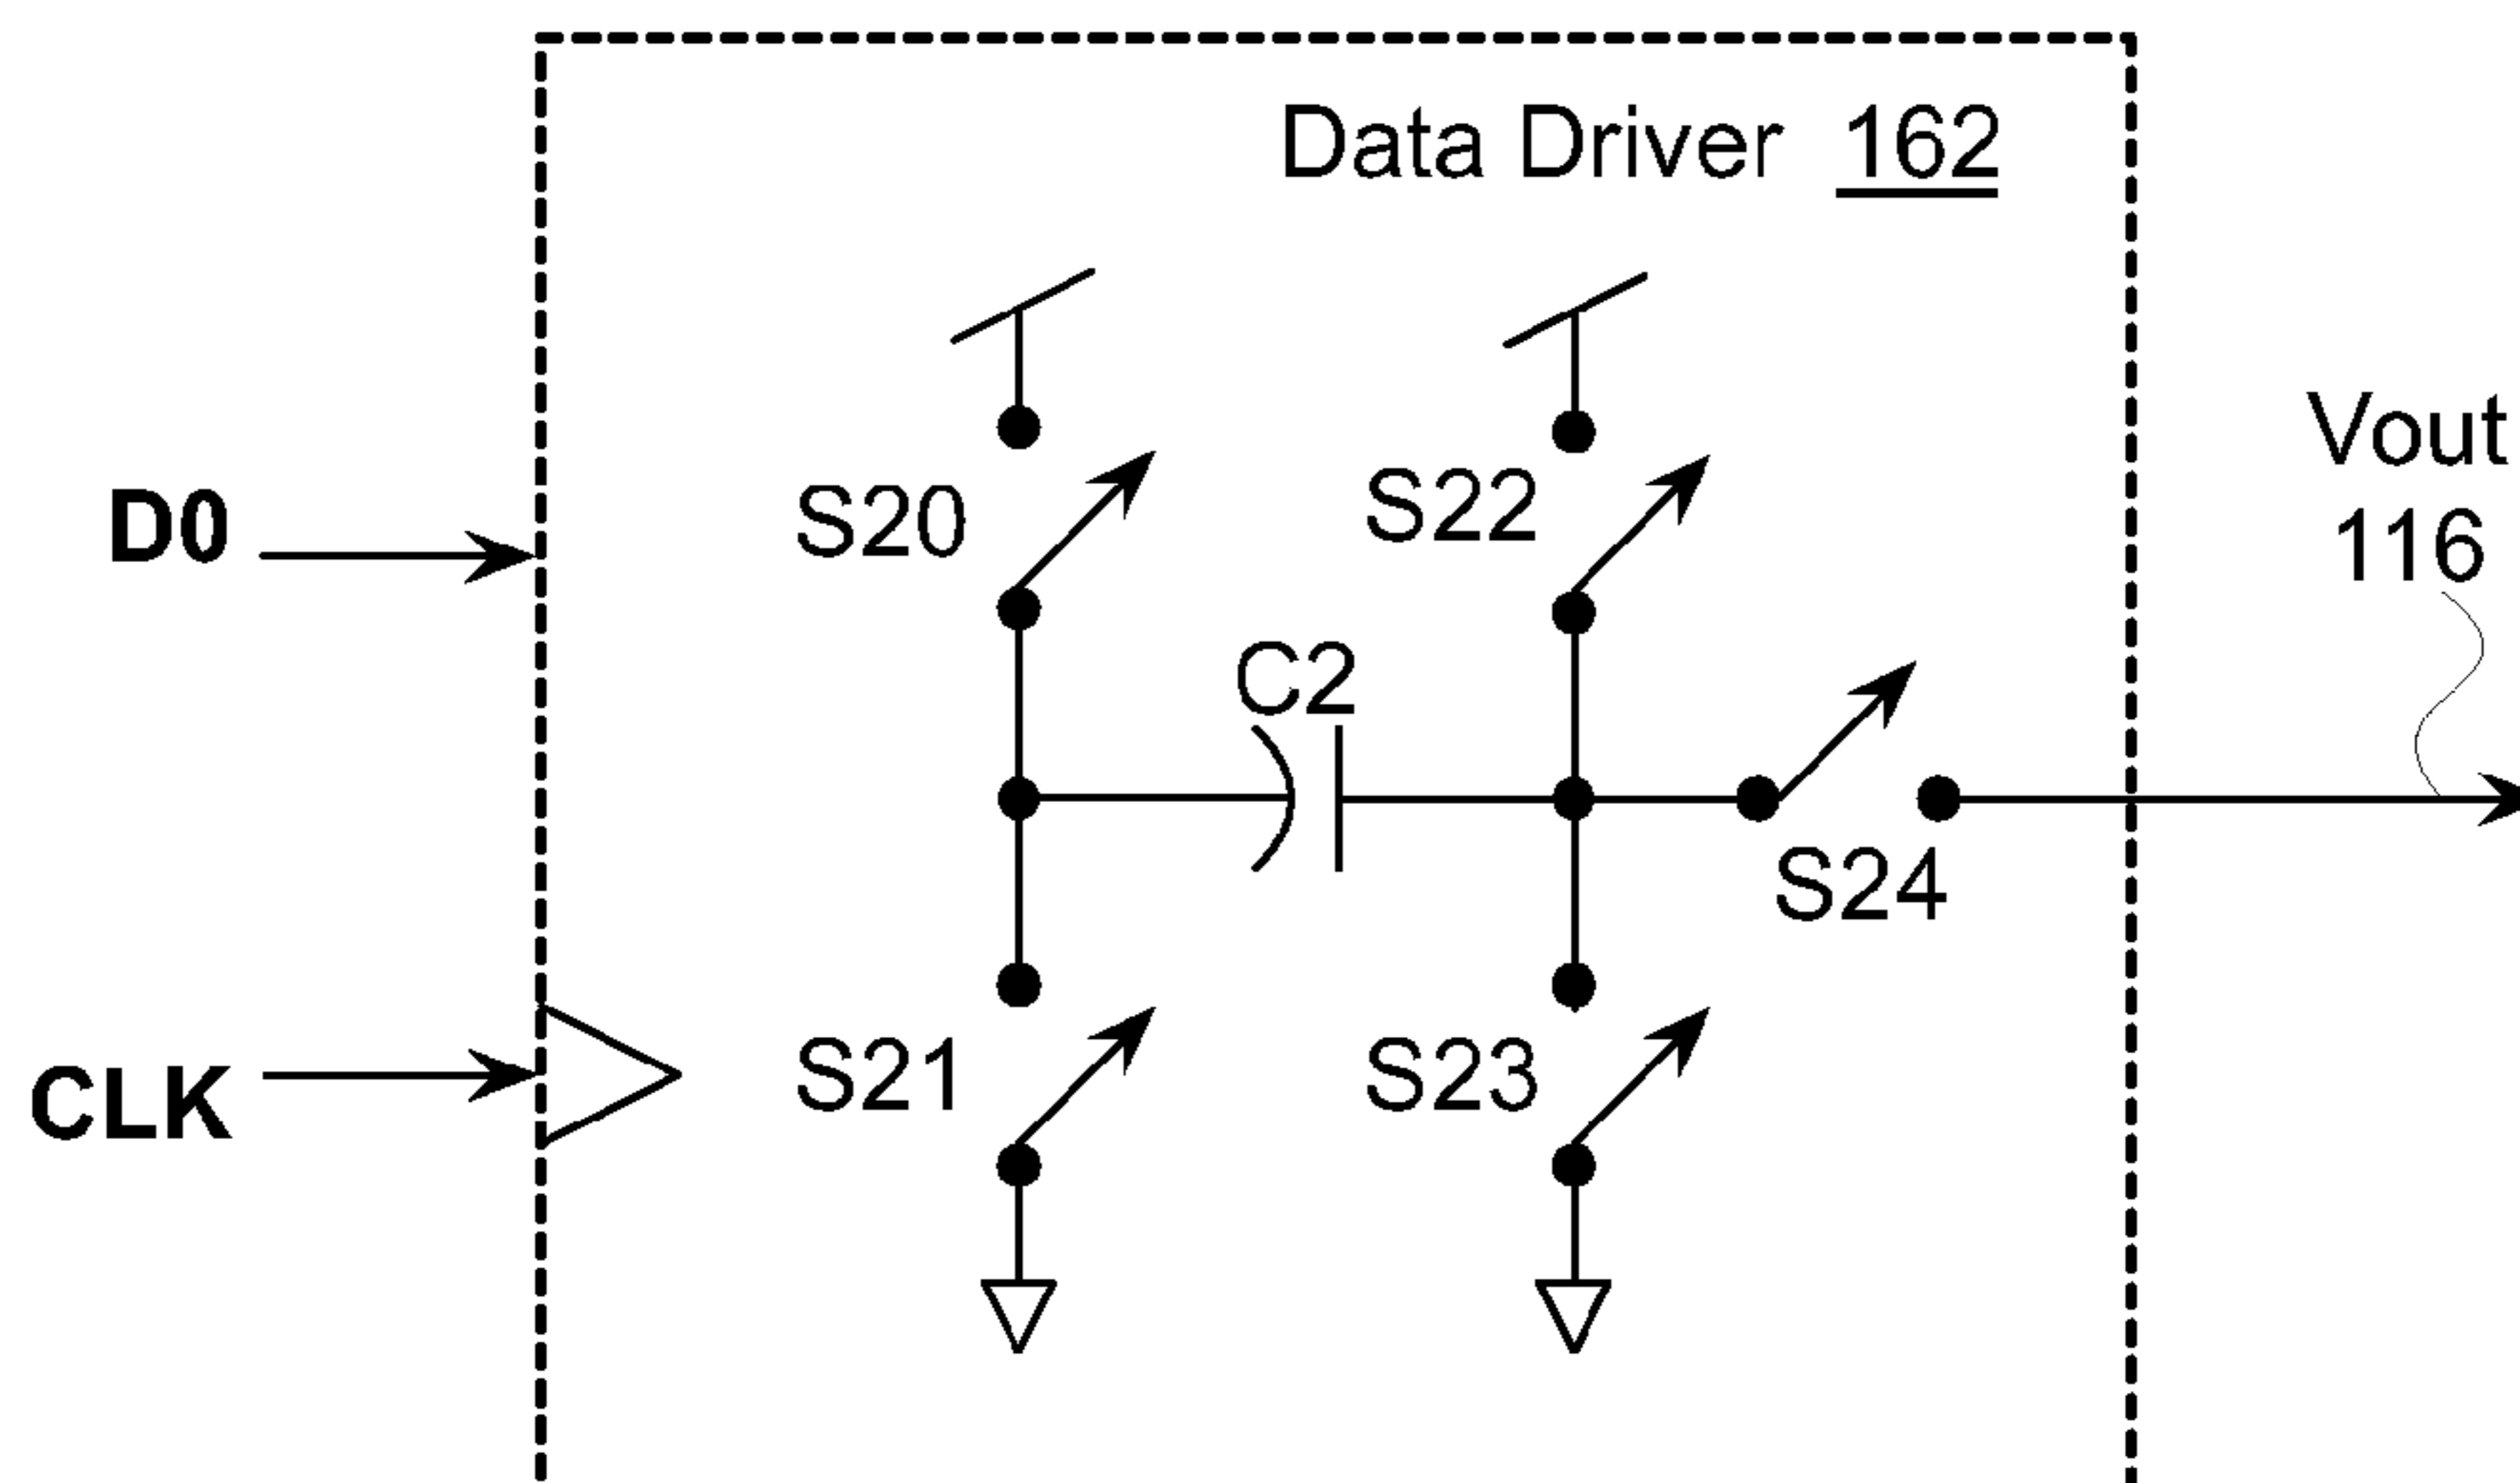 Data Driver 162
Vout
116
D0
S20
S22
C2
S24
CLK
S21
S23